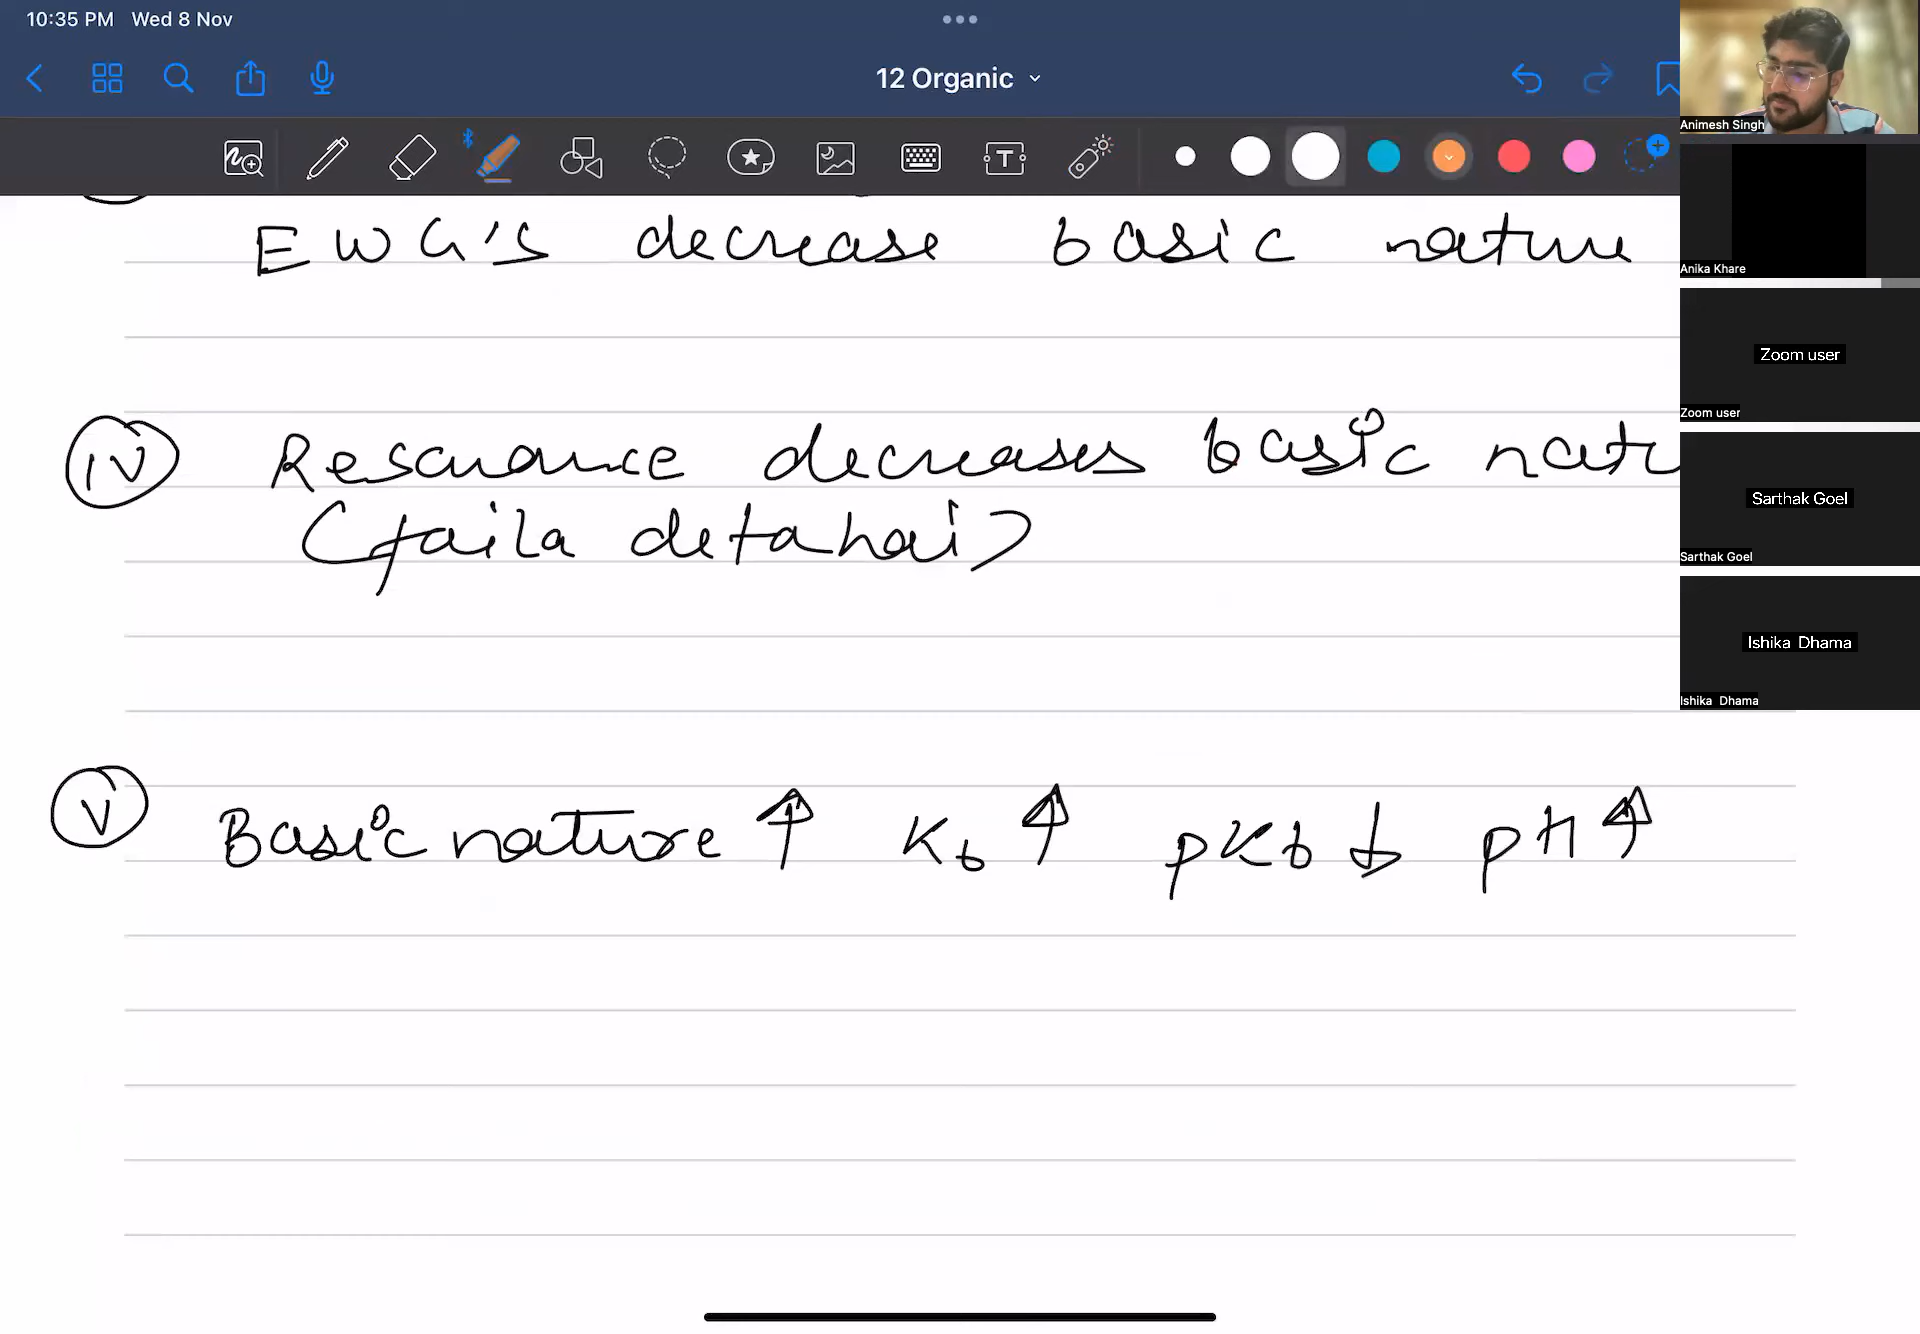 10:35 PM Wed 8 Nov
12 Organic
EWG's decrease basic nature
iv Resonance decreases basic natu
(faila deta hai)
v Basic nature ↑ Kb ↑ pKb ↓ pH ↑
Animesh Singh
Anika Khare
Zoom user
Zoom user
Sarthak Goel
Sarthak Goel
Ishika Dhama
Ishika Dhama